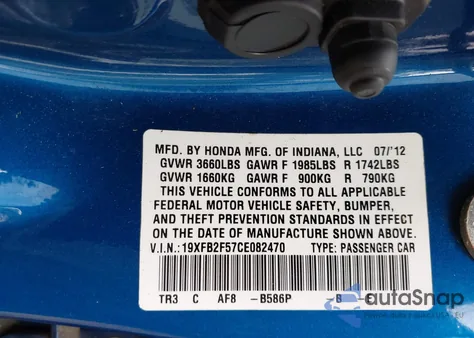 MFD. BY HONDA MFG. OF INDIANA, LLC 07/'12
GVWR 3660LBS GAWR F 1985LBS R 1742LBS
GVWR 1660KG GAWR F 900KG R 790KG
THIS VEHICLE CONFORMS TO ALL APPLICABLE
FEDERAL MOTOR VEHICLE SAFETY, BUMPER,
AND THEFT PREVENTION STANDARDS IN EFFECT
ON THE DATE OF MANUFACTURE SHOWN ABOVE.
V.I.N.:19XFB2F57CE082470 TYPE: PASSENGER CAR
TR3 C AF8 -B586P -B
autoSnap